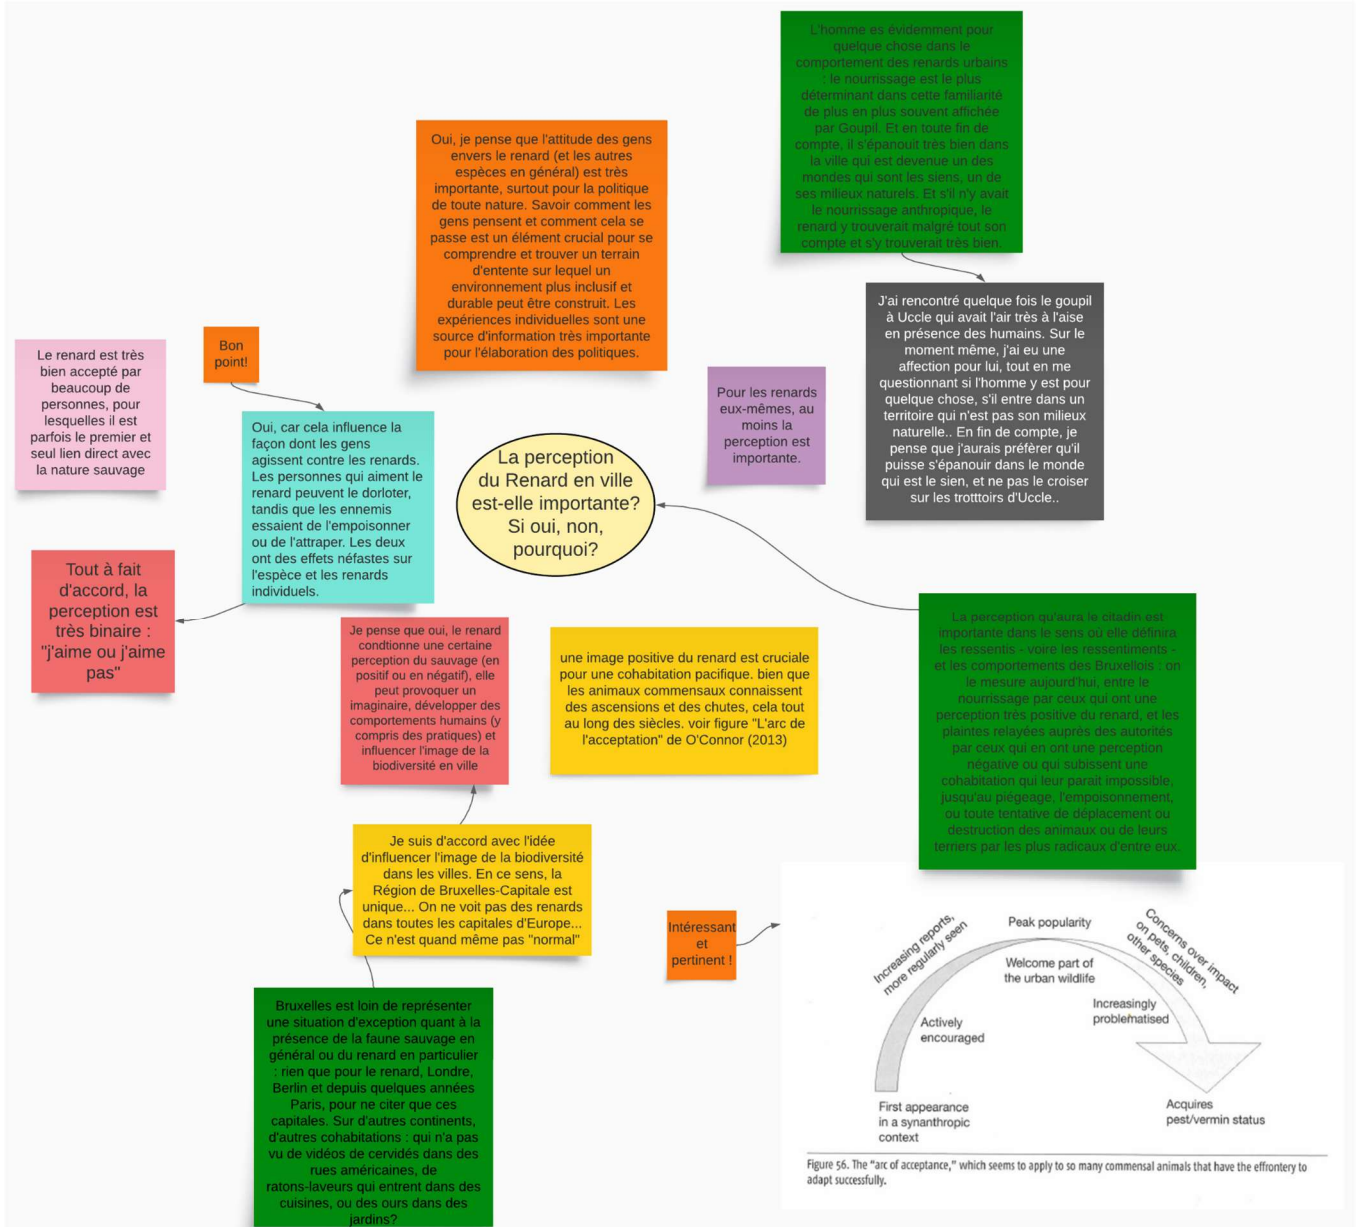 L'homme es évidemment pour
quelque chose dans le
comportement des renards urbains
: le nourrissage est le plus
déterminant dans cette familiarité
de plus en plus souvent affichée
par Goupil. Et en toute fin de
compte, il s'épanouit très bien dans
la ville qui est devenue un des
mondes qui sont les siens, un de
ses milieux naturels. Et s'il n'y avait
le nourrissage anthropique, le
renard y trouverait malgré tout son
compte et s'y trouverait très bien.
Oui, je pense que l'attitude des gens
envers le renard (et les autres
espèces en général) est très
importante, surtout pour la politique
de toute nature. Savoir comment les
gens pensent et comment cela se
passe est un élément crucial pour se
comprendre et trouver un terrain
d'entente sur lequel un
environnement plus inclusif et
durable peut être construit. Les
expériences individuelles sont une
source d'information très importante
pour l'élaboration des politiques.
J'ai rencontré quelque fois le goupil
à Uccle qui avait l'air très à l'aise
en présence des humains. Sur le
moment même, j'ai eu une
affection pour lui, tout en me
questionnant si l'homme y est pour
quelque chose, s'il entre dans un
territoire qui n'est pas son milieu
naturelle.. En fin de compte, je
pense que j'aurais préfèrer qu'il
puisse s'épanouir dans le monde
qui est le sien, et ne pas le croiser
sur les trotttoirs d'Uccle..
Bon
point!
Le renard est très
bien accepté par
beaucoup de
personnes, pour
lesquelles il est
parfois le premier et
seul lien direct avec
la nature sauvage
Pour les renards
eux-mêmes, au
moins la
perception est
importante.
Oui, car cela influence la
façon dont les gens
agissent contre les renards.
Les personnes qui aiment le
renard peuvent le dorloter,
tandis que les ennemis
essaient de l'empoisonner
ou de l'attraper. Les deux
ont des effets néfastes sur
l'espèce et les renards
individuels.
La perception
du Renard en ville
est-elle importante?
Si oui, non,
pourquoi?
Tout à fait
d'accord, la
perception est
très binaire :
"j'aime ou j'aime
pas"
Je pense que oui, le renard
condtionne une certaine
perception du sauvage (en
positif ou en négatif), elle
peut provoquer un
imaginaire, développer des
comportements humains (y
compris des pratiques) et
influencer l'image de la
biodiversité en ville
une image positive du renard est cruciale
pour une cohabitation pacifique. bien que
les animaux commensaux connaissent
des ascensions et des chutes, cela tout
au long des siècles. voir figure "L'arc de
l'acceptation" de O'Connor (2013)
La perception qu'aura le citadin est
importante dans le sens où elle définira
les ressentis - voire les ressentiments -
et les comportements des Bruxellois : on
le mesure aujourd'hui, entre le
nourrissage par ceux qui ont une
perception très positive du renard, et les
plaintes relayées auprès des autorités
par ceux qui en ont une perception
négative ou qui subissent une
cohabitation qui leur parait impossible,
jusqu'au piégeage, l'empoisonnement,
ou toute tentative de déplacement ou
destruction des animaux ou de leurs
terriers par les plus radicaux d'entre eux.
Je suis d'accord avec l'idée
d'influencer l'image de la biodiversité
dans les villes. En ce sens, la
Région de Bruxelles-Capitale est
unique... On ne voit pas des renards
dans toutes les capitales d'Europe...
Ce n'est quand même pas "normal"
Intéressant
et
pertinent !
Bruxelles est loin de représenter
une situation d'exception quant à la
présence de la faune sauvage en
général ou du renard en particulier
: rien que pour le renard, Londre,
Berlin et depuis quelques années
Paris, pour ne citer que ces
capitales. Sur d'autres continents,
d'autres cohabitations : qui n'a pas
vu de vidéos de cervidés dans des
rues américaines, de
ratons-laveurs qui entrent dans des
cuisines, ou des ours dans des
jardins?
Increasing reports,
more regularly seen
Peak popularity
Concerns over impact
on pets, children,
other species
Welcome part of
the urban wildlife
Increasingly
problematised
Actively
encouraged
First appearance
in a synanthropic
context
Acquires
pest/vermin status
Figure 56. The "arc of acceptance," which seems to apply to so many commensal animals that have the effrontery to
adapt successfully.